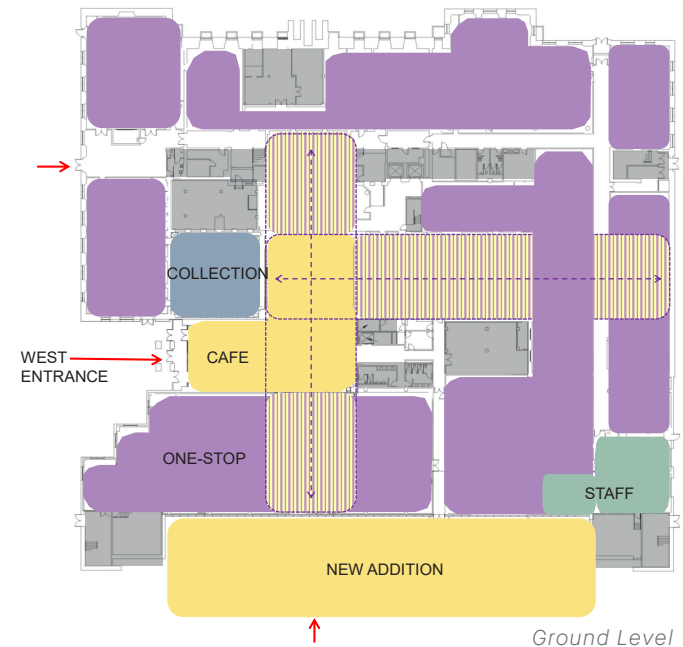 COLLECTION
WEST
ENTRANCE
CAFE
ONE-STOP
STAFF
NEW ADDITION
Ground Level